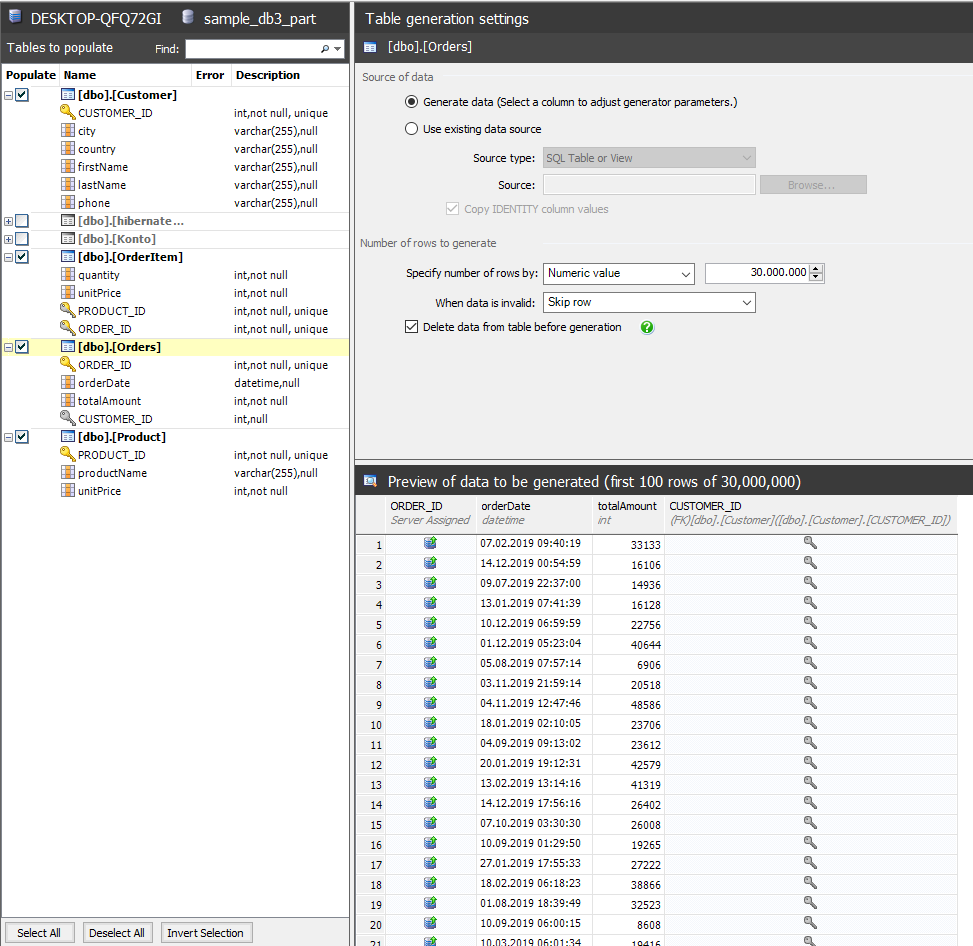 DESKTOP-QFQ72GI sample_db3_part
Tables to populate Find:
Populate Name Error Description
[dbo].[Customer]
CUSTOMER_ID int,not null, unique
city varchar(255),null
country varchar(255),null
firstName varchar(255),null
lastName varchar(255),null
phone varchar(255),null
[dbo].[hibernate...
[dbo].[Konto]
[dbo].[OrderItem]
quantity int,not null
unitPrice int,not null
PRODUCT_ID int,not null, unique
ORDER_ID int,not null, unique
[dbo].[Orders]
ORDER_ID int,not null, unique
orderDate datetime,null
totalAmount int,not null
CUSTOMER_ID int,null
[dbo].[Product]
PRODUCT_ID int,not null, unique
productName varchar(255),null
unitPrice int,not null
Select All Deselect All Invert Selection
Table generation settings
[dbo].[Orders]
Source of data
Generate data (Select a column to adjust generator parameters.)
Use existing data source
Source type: SQL Table or View
Source: Browse...
Copy IDENTITY column values
Number of rows to generate
Specify number of rows by: Numeric value 30.000.000
When data is invalid: Skip row
Delete data from table before generation ?
Preview of data to be generated (first 100 rows of 30,000,000)
ORDER_ID orderDate totalAmount CUSTOMER_ID
Server Assigned datetime int (FK)[dbo].[Customer]([dbo].[Customer].[CUSTOMER_ID])
1 07.02.2019 09:40:19 33133
2 14.12.2019 00:54:59 16106
3 09.07.2019 22:37:00 14936
4 13.01.2019 07:41:39 16128
5 10.12.2019 06:59:59 22756
6 01.12.2019 05:23:04 40644
7 05.08.2019 07:57:14 6906
8 03.11.2019 21:59:14 20518
9 04.11.2019 12:47:46 48586
10 18.01.2019 02:10:05 23706
11 04.09.2019 09:13:02 23612
12 20.01.2019 19:12:31 42579
13 13.02.2019 13:14:16 41319
14 14.12.2019 17:56:16 26402
15 07.10.2019 03:30:30 26008
16 10.09.2019 01:29:50 19265
17 27.01.2019 17:55:33 27222
18 18.02.2019 06:18:23 38866
19 01.08.2019 18:39:49 32523
20 10.09.2019 06:00:15 8608
21 10.03.2019 06:01:34 19416